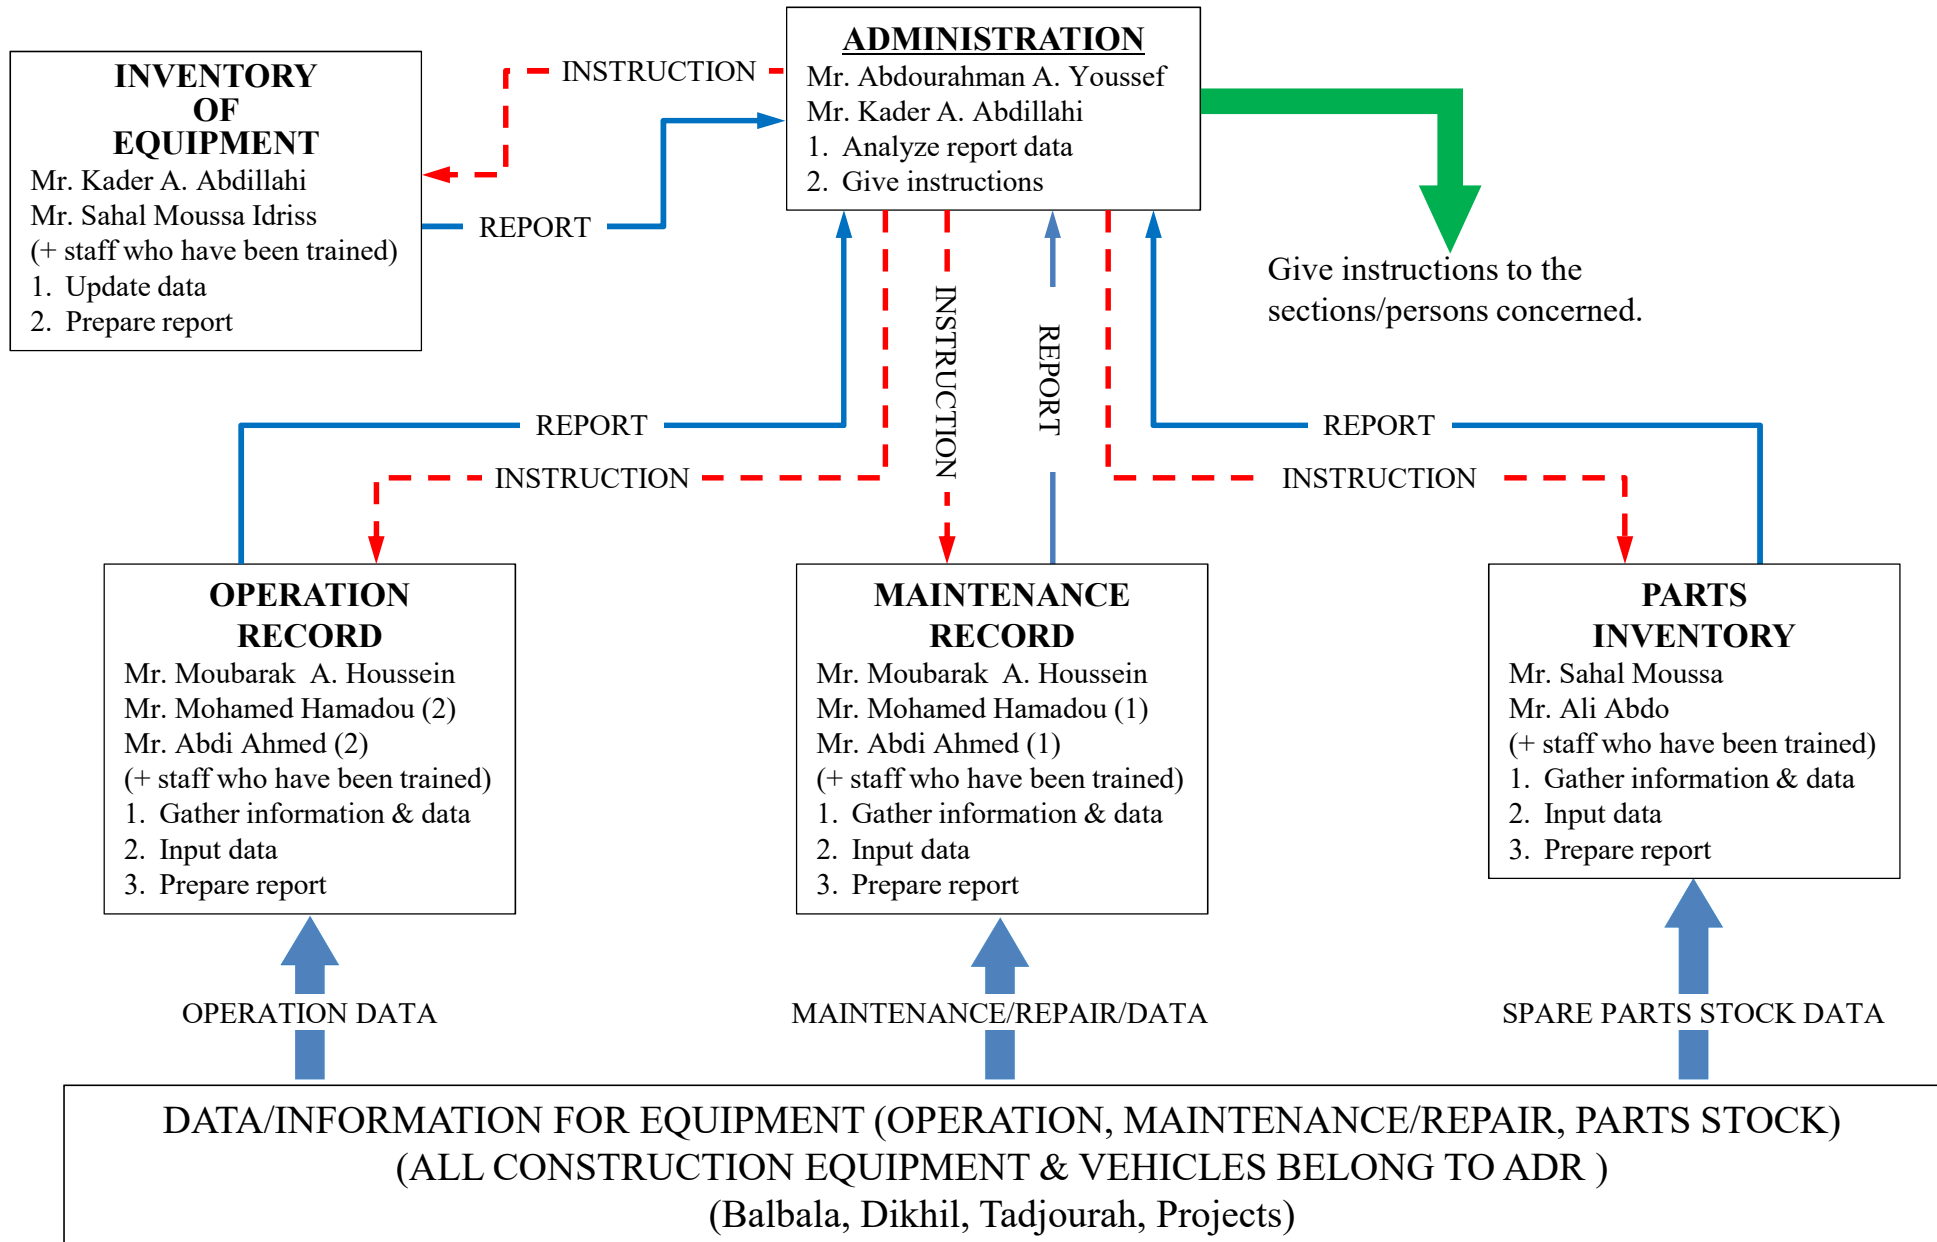 INVENTORY
OF
EQUIPMENT
Mr. Kader A. Abdillahi
Mr. Sahal Moussa Idriss
(+ staff who have been trained)
1. Update data
2. Prepare report
INSTRUCTION
REPORT
ADMINISTRATION
Mr. Abdourahman A. Youssef
Mr. Kader A. Abdillahi
1. Analyze report data
2. Give instructions
Give instructions to the
sections/persons concerned.
REPORT
INSTRUCTION
INSTRUCTION
REPORT
REPORT
INSTRUCTION
OPERATION
RECORD
Mr. Moubarak A. Houssein
Mr. Mohamed Hamadou (2)
Mr. Abdi Ahmed (2)
(+ staff who have been trained)
1. Gather information & data
2. Input data
3. Prepare report
MAINTENANCE
RECORD
Mr. Moubarak A. Houssein
Mr. Mohamed Hamadou (1)
Mr. Abdi Ahmed (1)
(+ staff who have been trained)
1. Gather information & data
2. Input data
3. Prepare report
PARTS
INVENTORY
Mr. Sahal Moussa
Mr. Ali Abdo
(+ staff who have been trained)
1. Gather information & data
2. Input data
3. Prepare report
OPERATION DATA
MAINTENANCE/REPAIR/DATA
SPARE PARTS STOCK DATA
DATA/INFORMATION FOR EQUIPMENT (OPERATION, MAINTENANCE/REPAIR, PARTS STOCK)
(ALL CONSTRUCTION EQUIPMENT & VEHICLES BELONG TO ADR )
(Balbala, Dikhil, Tadjourah, Projects)